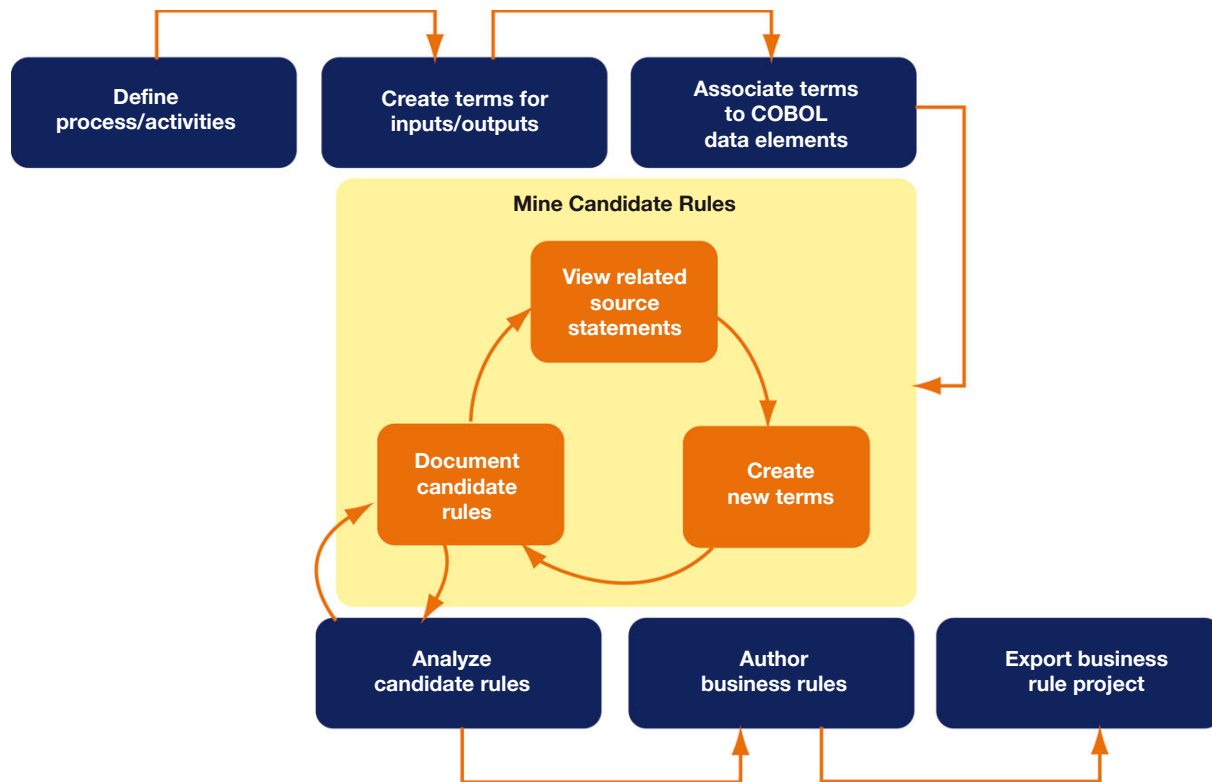 Define
process/activities
Create terms for
inputs/outputs
Associate terms
to COBOL
data elements
Mine Candidate Rules
View related
source
statements
Document
candidate
rules
Create
new terms
Analyze
candidate rules
Author
business rules
Export business
rule project